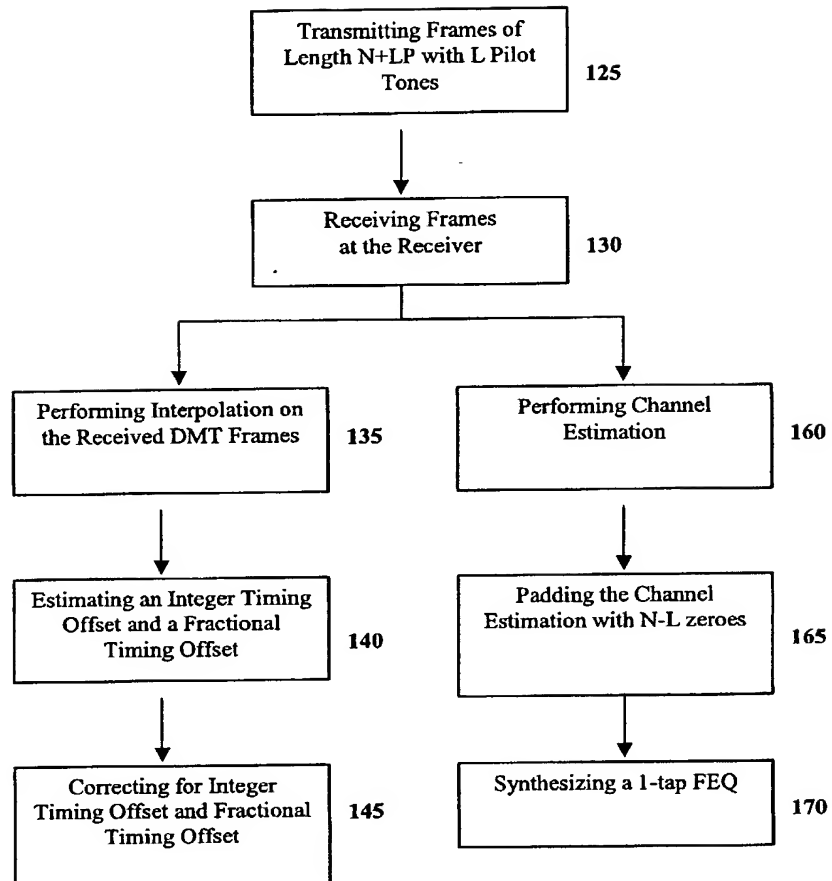 Transmitting Frames of
Length N+LP with L Pilot
Tones
125
Receiving Frames
at the Receiver
130
Performing Interpolation on
the Received DMT Frames
135
Estimating an Integer Timing
Offset and a Fractional
Timing Offset
140
Correcting for Integer
Timing Offset and Fractional
Timing Offset
145
Performing Channel
Estimation
160
Padding the Channel
Estimation with N-L zeroes
165
Synthesizing a 1-tap FEQ
170